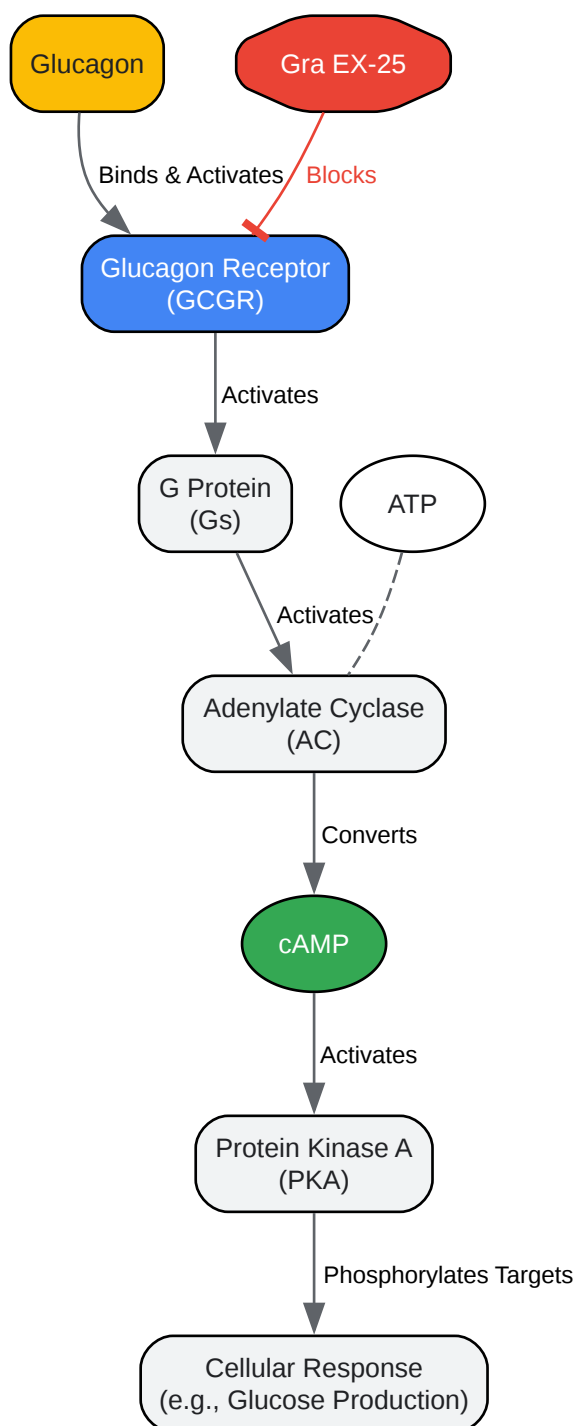 Glucagon
Gra EX-25
Binds & Activates
Blocks
Glucagon Receptor
(GCGR)
Activates
G Protein
(Gs)
ATP
Activates
Adenylate Cyclase
(AC)
Converts
cAMP
Activates
Protein Kinase A
(PKA)
Phosphorylates Targets
Cellular Response
(e.g., Glucose Production)